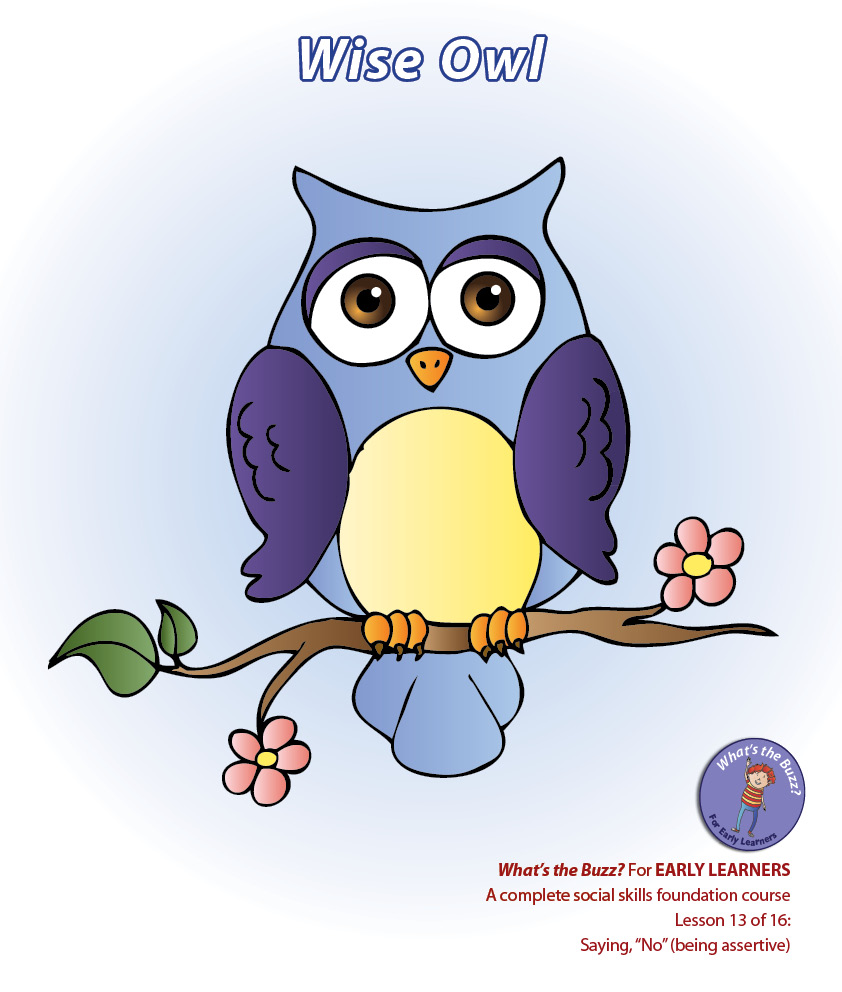 Wise Owl
What's the Buzz?
For Early Learners
What's the Buzz? For EARLY LEARNERS
A complete social skills foundation course
Lesson 13 of 16:
Saying, “No” (being assertive)